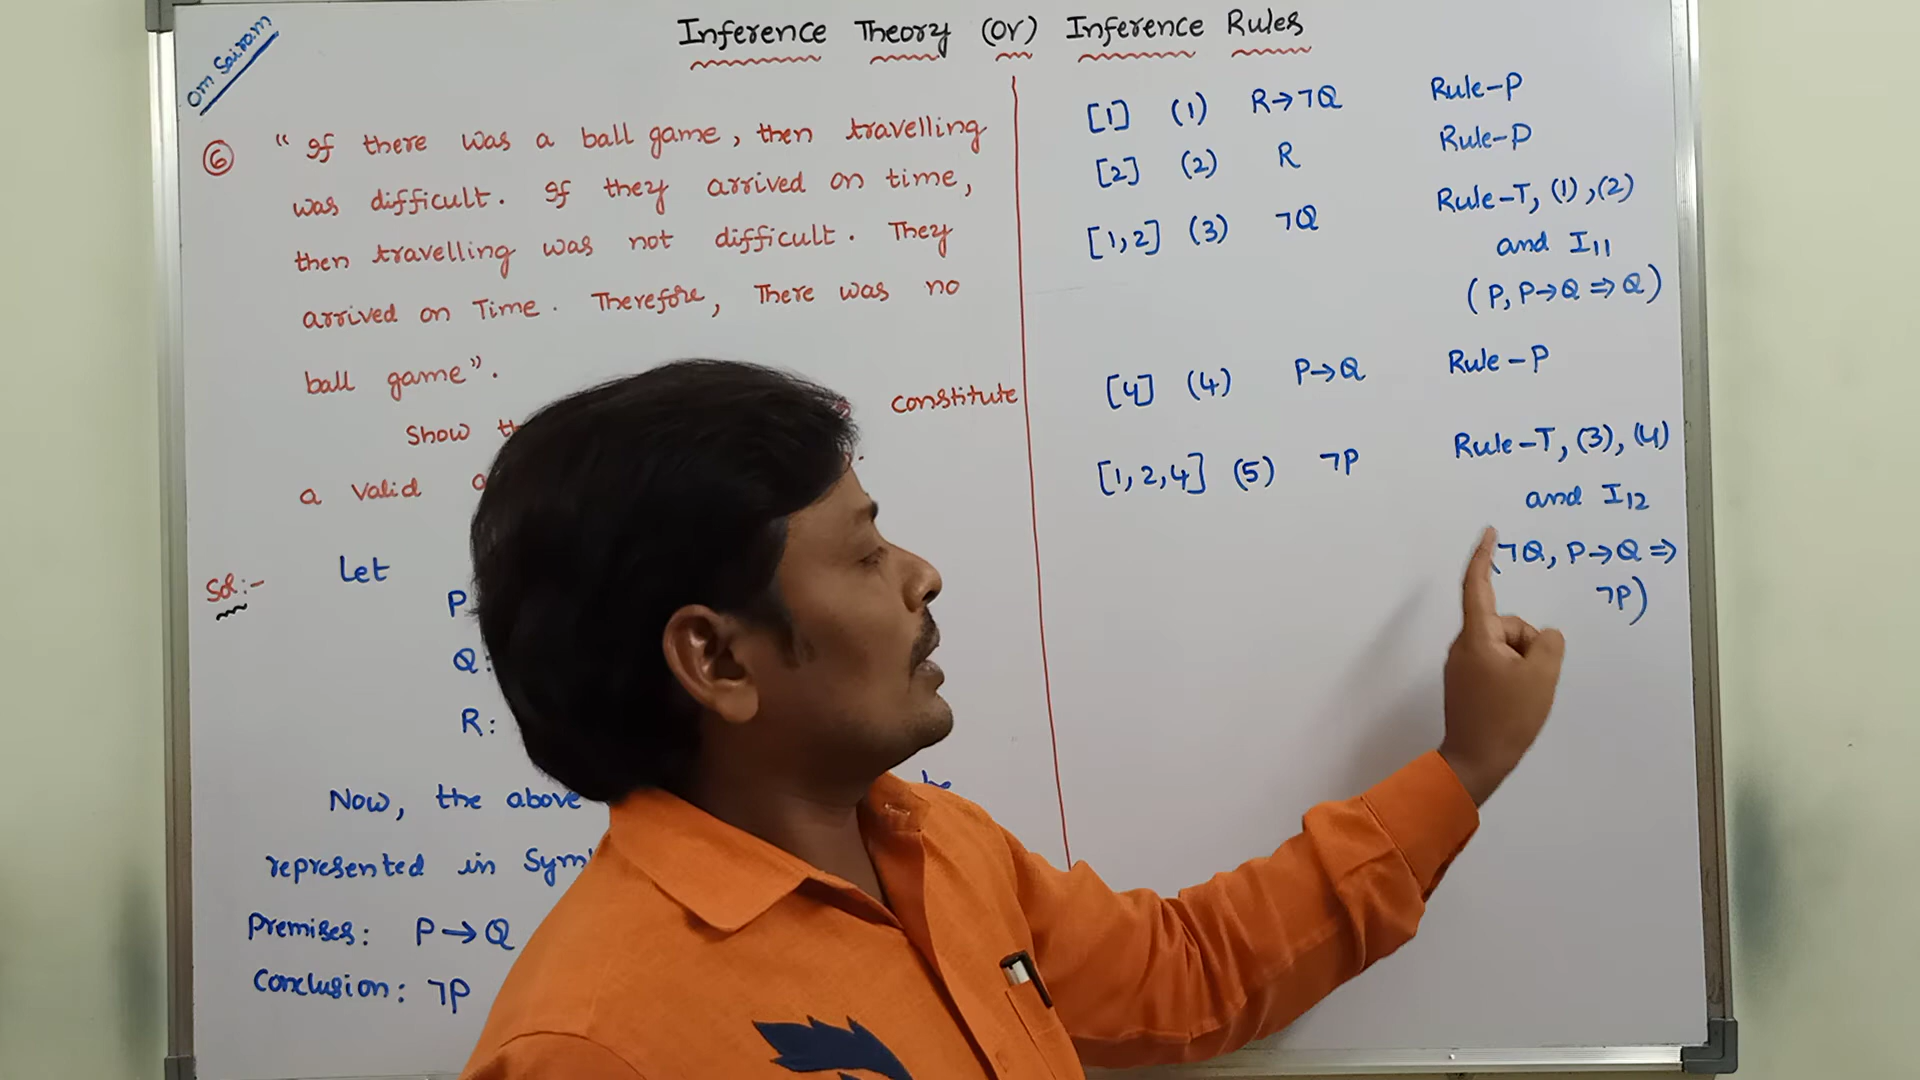 Om Sairam
Inference Theory (or) Inference Rules
6 "If there was a ball game, then travelling
was difficult. If they arrived on time,
then travelling was not difficult. They
arrived on Time. Therefore, There was no
ball game".
Show constitute
a valid
Sol:- Let
P
Q:
R:
Now, the above
represented in
Premises: P→Q
Conclusion: ¬P
[1] (1) R→¬Q Rule-P
[2] (2) R Rule-P
[1,2] (3) ¬Q Rule-T, (1),(2)
and I11
(P, P→Q ⇒ Q)
[4] (4) P→Q Rule-P
[1,2,4] (5) ¬P Rule-T, (3), (4)
and I12
(¬Q, P→Q ⇒
¬P)